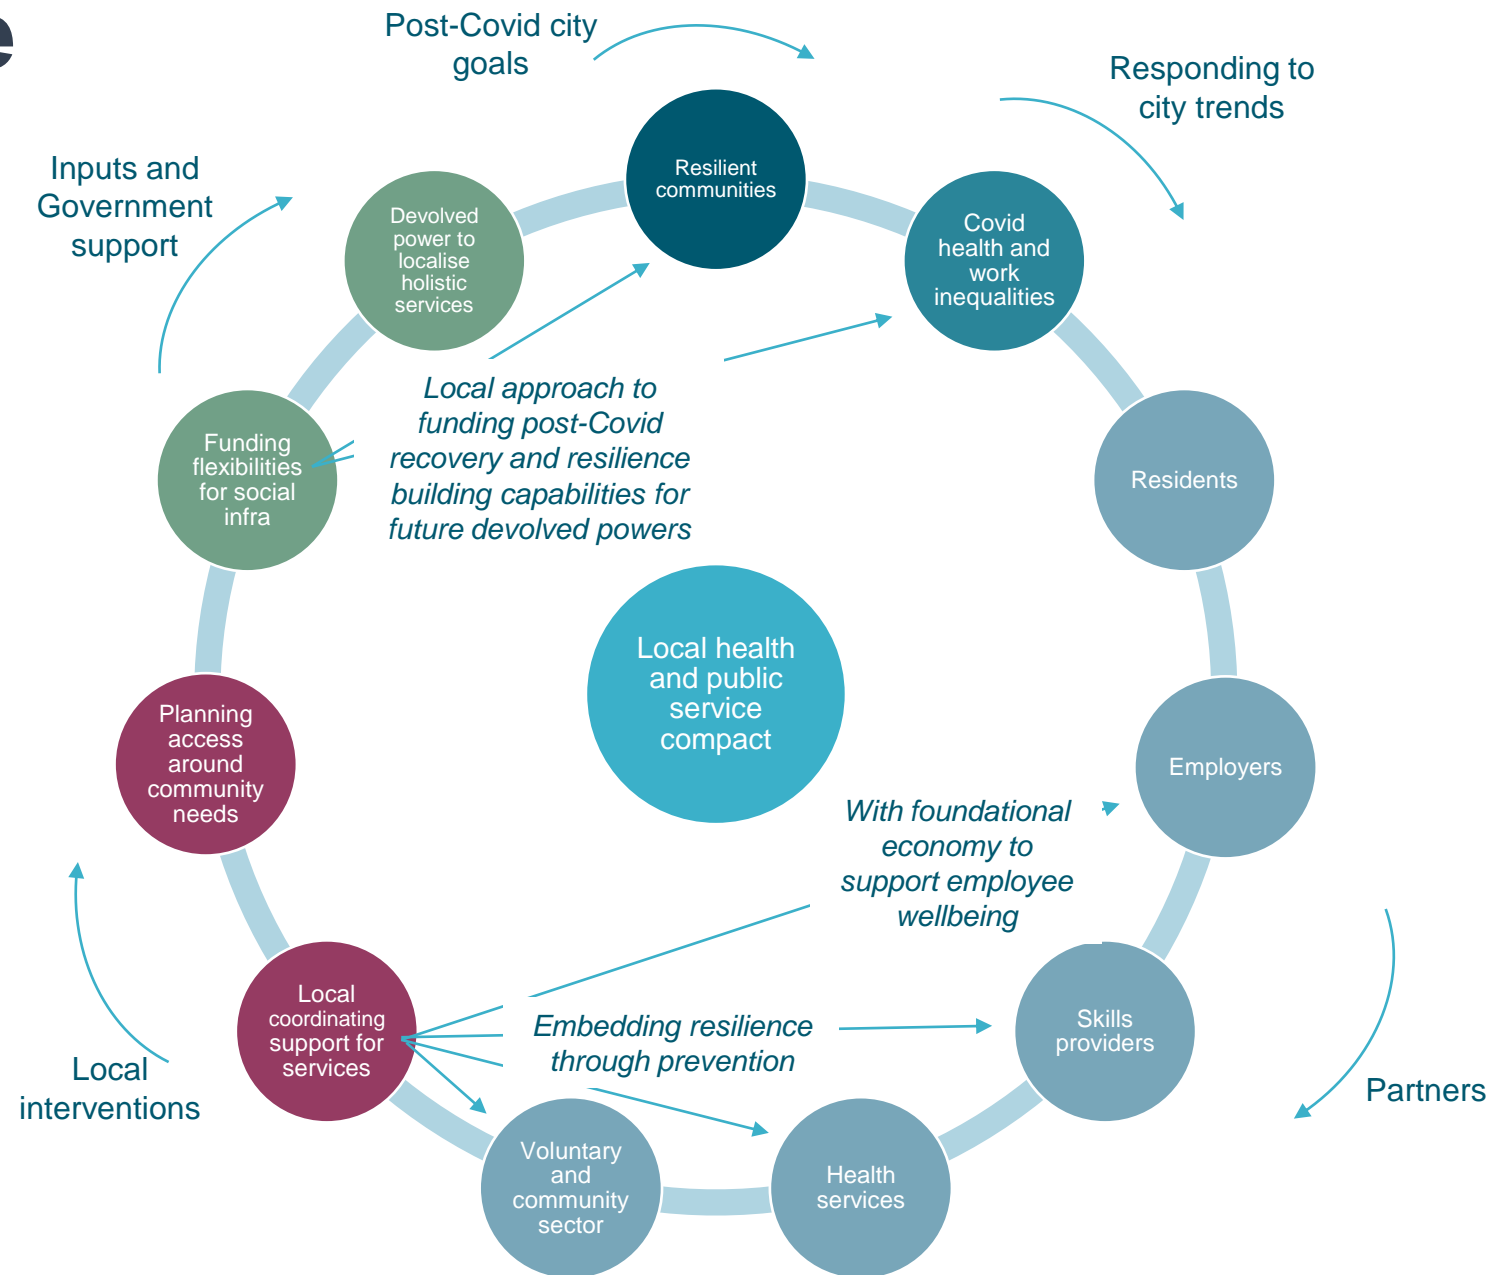 e
Post-Covid city
goals
Responding to
city trends
Inputs and
Government
support
Resilient
communities
Devolved
power to
localise
holistic
services
Covid
health and
work
inequalities
Local approach to
funding post-Covid
recovery and resilience
building capabilities for
future devolved powers
Funding
flexibilities
for social
infra
Residents
Local health
and public
service
compact
Planning
access
around
community
needs
Employers
With foundational
economy to
support employee
wellbeing
Local
coordinating
support for
services
Embedding resilience
through prevention
Skills
providers
Local
interventions
Partners
Voluntary
and
community
sector
Health
services